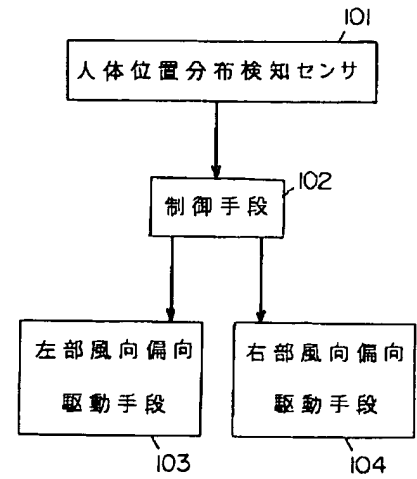 101
人体位置分布検知センサ
102
制御手段
左部風向偏向
駆動手段
103
右部風向偏向
駆動手段
104